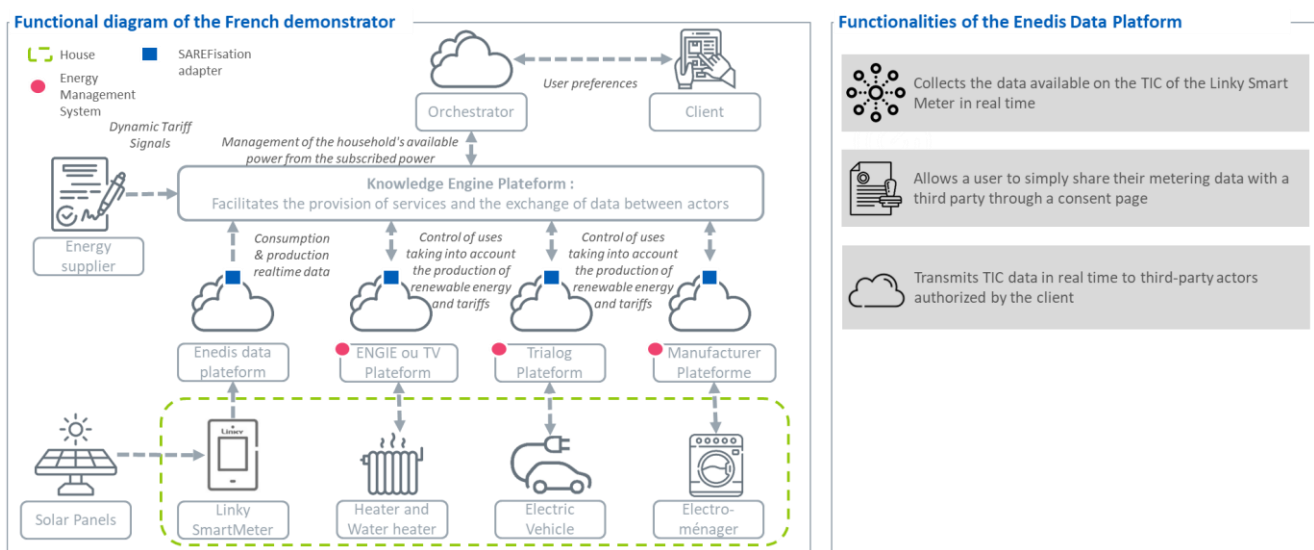 Functional diagram of the French demonstrator
House
SAREFisation
adapter
Energy
Management
System
Orchestrator
User preferences
Client
Dynamic Tariff
Signals
Management of the household's available
power from the subscribed power
Knowledge Engine Plateform :
Facilitates the provision of services and the exchange of data between actors
Energy
supplier
Consumption
& production
realtime data
Control of uses
taking into account
the production of
renewable energy
and tariffs
Control of uses
taking into account
the production of
renewable energy
and tariffs
Enedis data
plateform
ENGIE ou TV
Plateform
Trialog
Plateform
Manufacturer
Plateforme
Linky
Solar Panels
Linky
SmartMeter
Heater and
Water heater
Electric
Vehicle
Electro-
ménager
Functionalities of the Enedis Data Platform
Collects the data available on the TIC of the Linky Smart
Meter in real time
Allows a user to simply share their metering data with a
third party through a consent page
Transmits TIC data in real time to third-party actors
authorized by the client